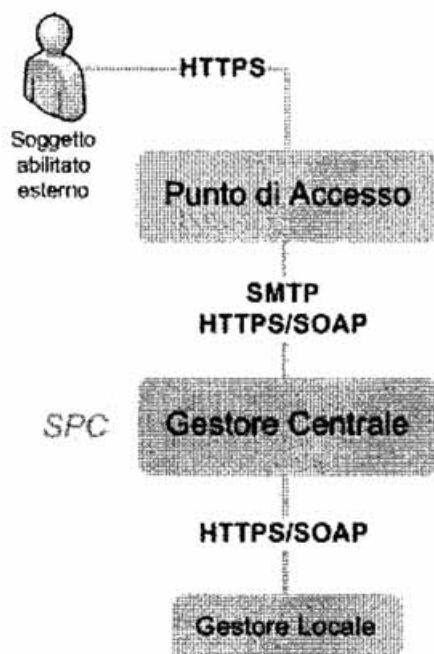 HTTPS
Soggetto
abilitato
esterno
Punto di Accesso
SMTP
HTTPS/SOAP
SPC
Gestore Centrale
HTTPS/SOAP
Gestore Locale